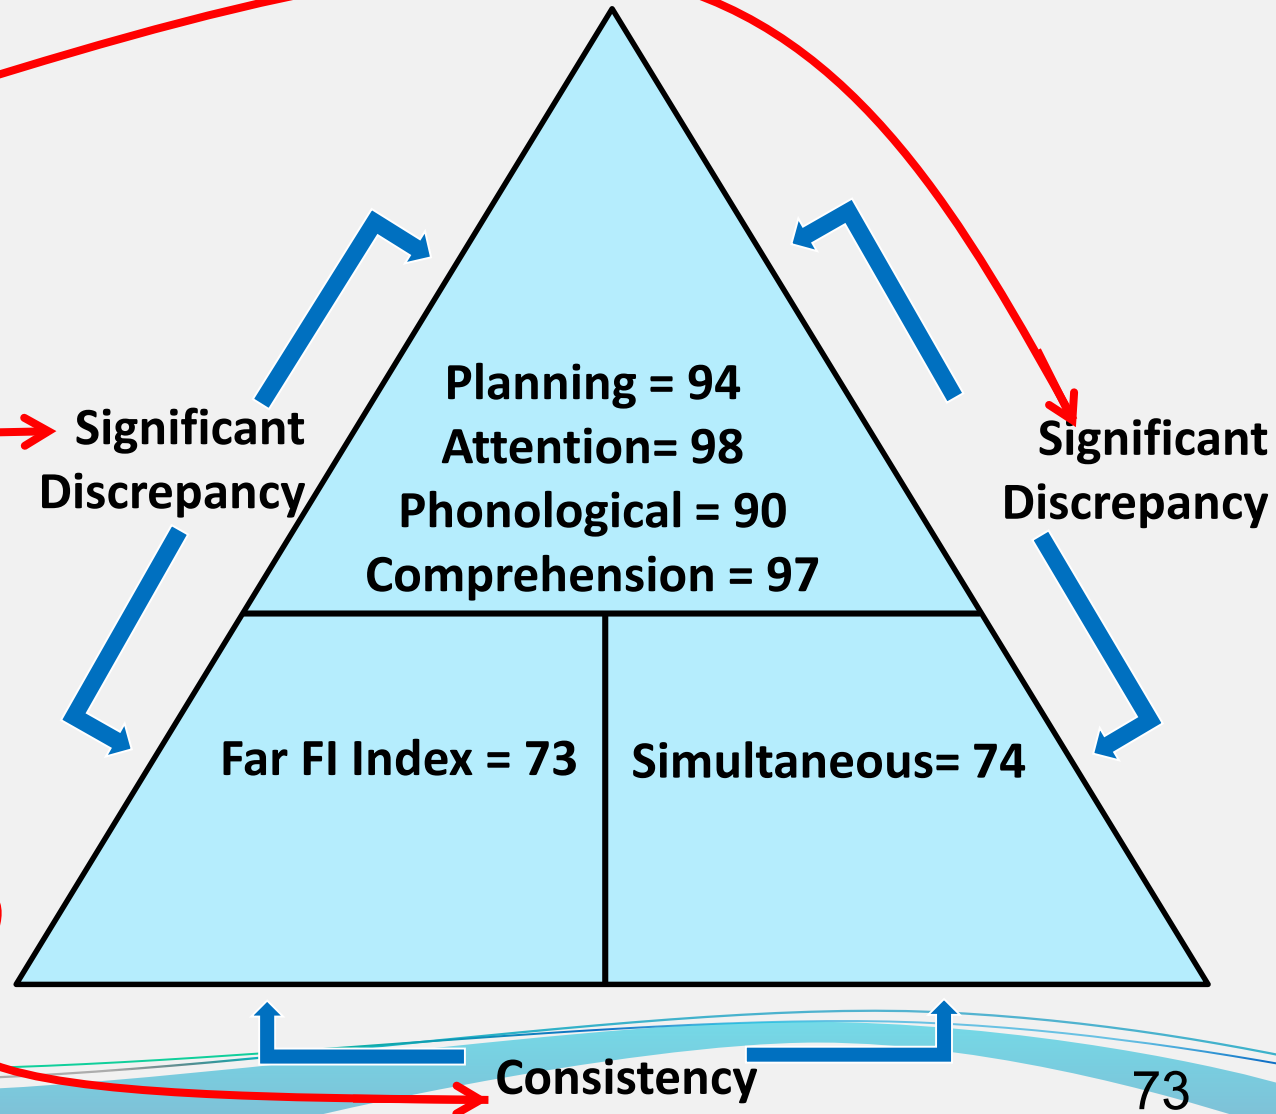 Planning = 94
Attention= 98
Phonological = 90
Comprehension = 97
Significant
Discrepancy
Significant
Discrepancy
Far FI Index = 73
Simultaneous= 74
Consistency
73